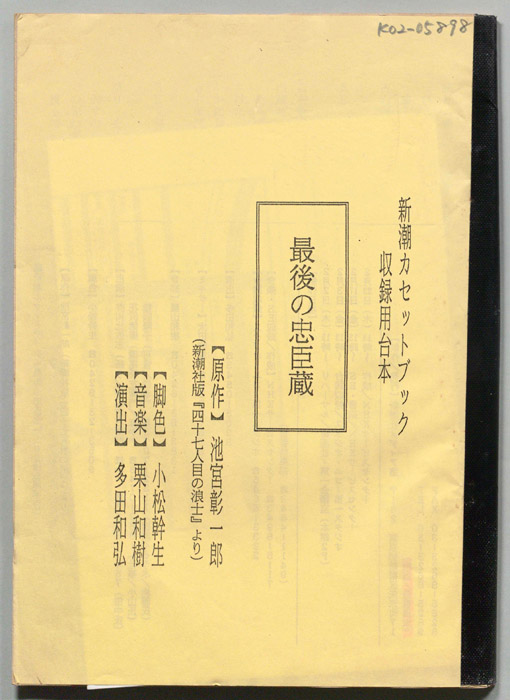 K02-05898
新潮カセットブック
収録用台本
最後の忠臣蔵
【原作】池宮彰一郎
(新潮社版『四十七人目の浪士』より)
【脚色】小松幹生
【音楽】栗山和樹
【演出】多田和弘